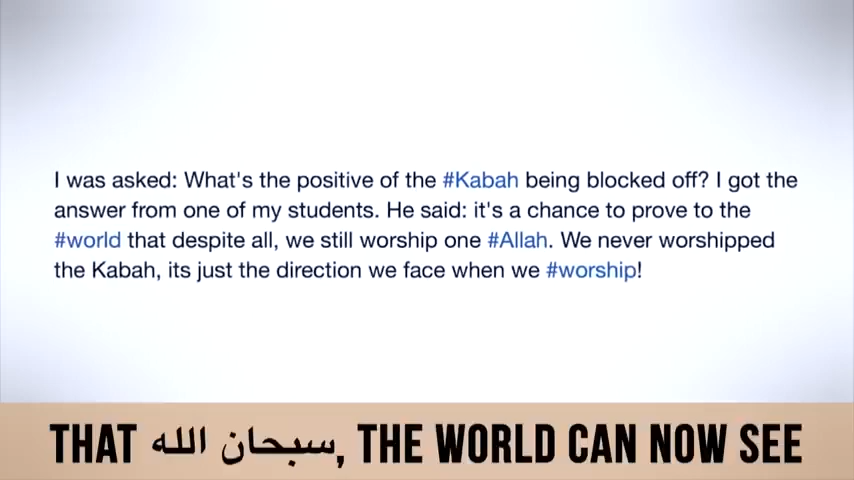 I was asked: What's the positive of the #Kabah being blocked off? I got the
answer from one of my students. He said: it's a chance to prove to the
#world that despite all, we still worship one #Allah. We never worshipped
the Kabah, its just the direction we face when we #worship!
THAT سبحان الله, THE WORLD CAN NOW SEE